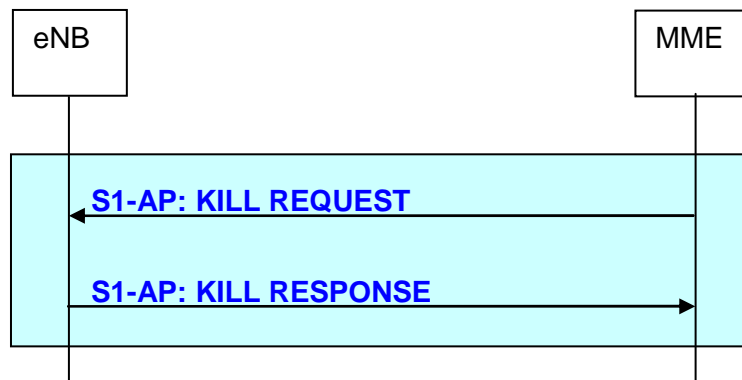 eNB
MME
S1-AP: KILL REQUEST
S1-AP: KILL RESPONSE